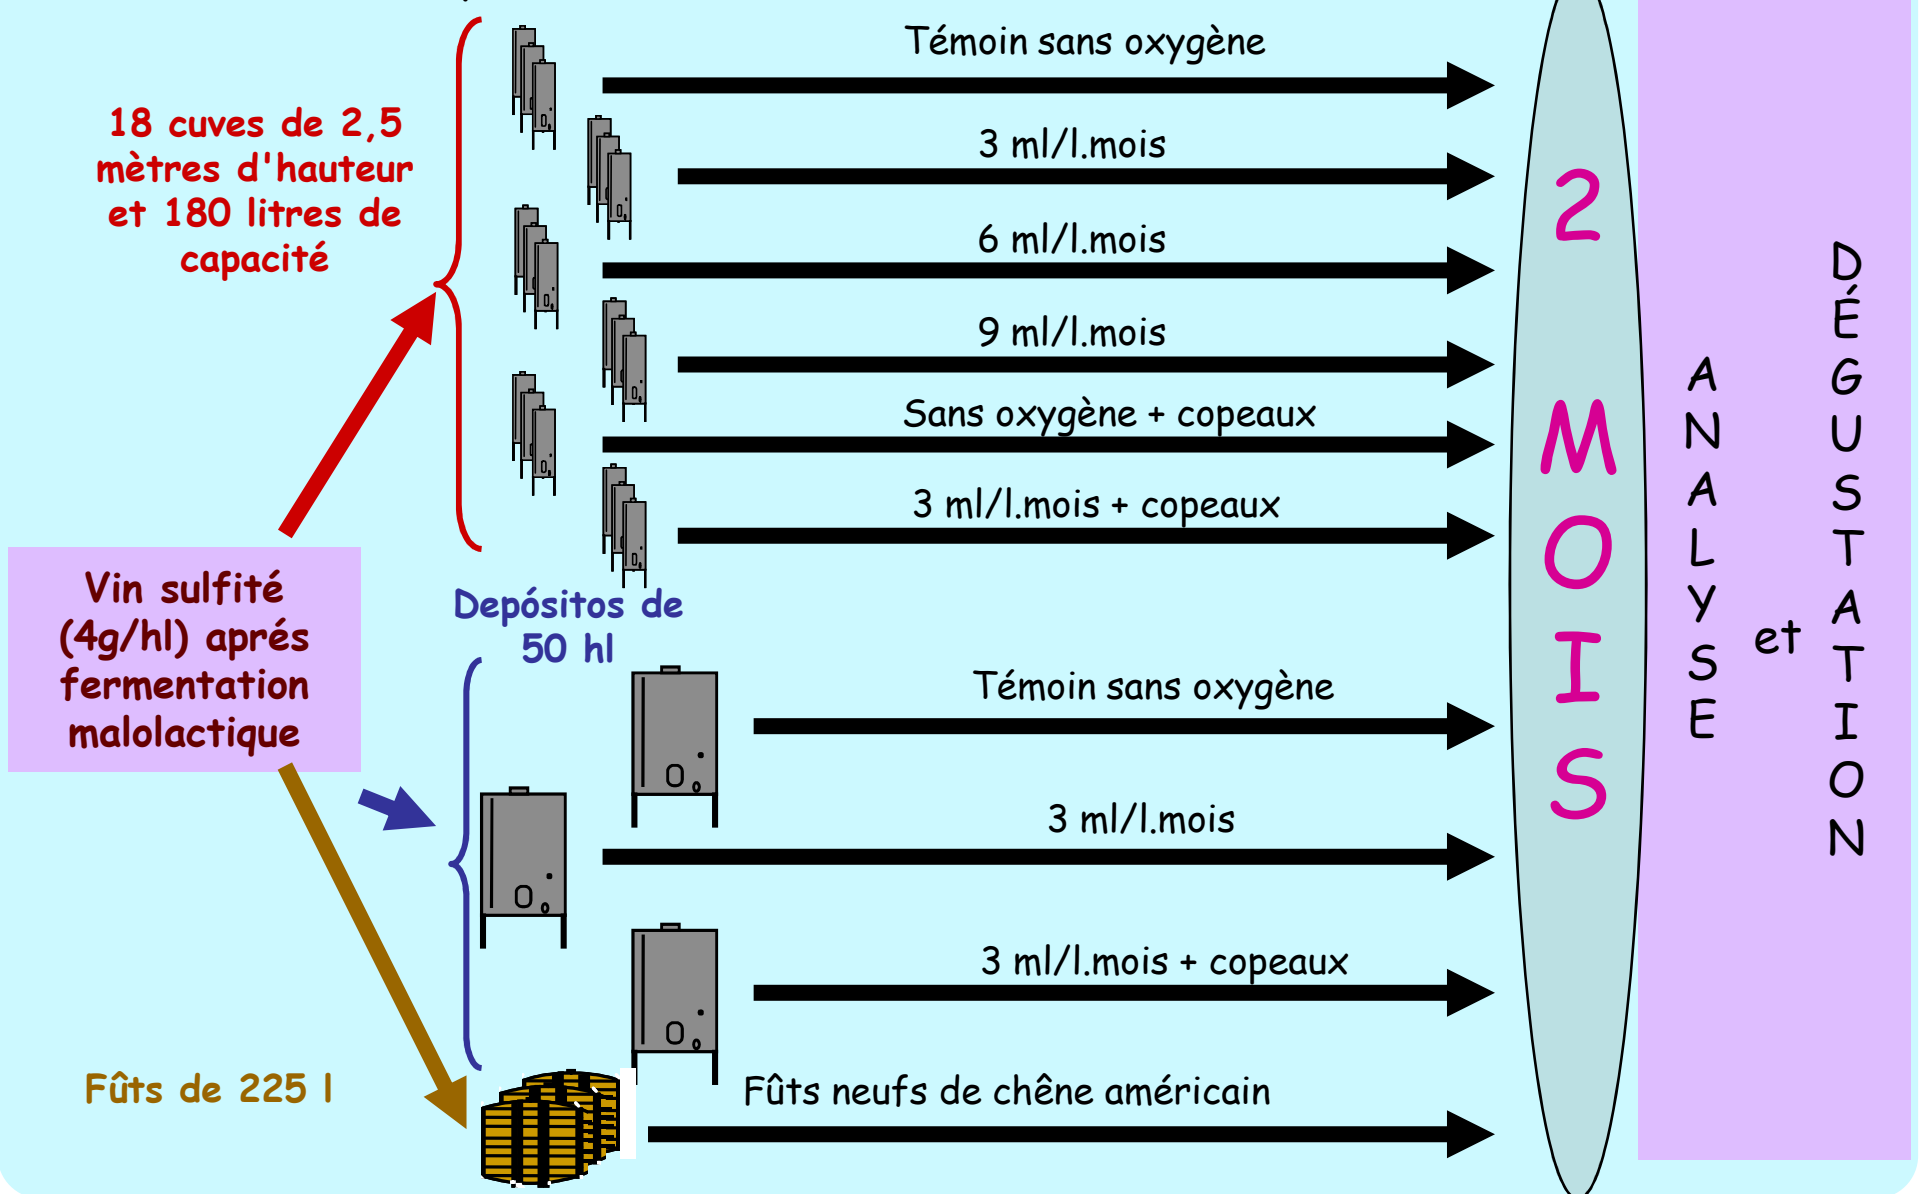 Témoin sans oxygène
18 cuves de 2,5
mètres d'hauteur
et 180 litres de
capacité
3 ml/l.mois
6 ml/l.mois
9 ml/l.mois
Sans oxygène + copeaux
3 ml/l.mois + copeaux
Vin sulfité
(4g/hl) aprés
fermentation
malolactique
Depósitos de
50 hl
Témoin sans oxygène
3 ml/l.mois
3 ml/l.mois + copeaux
Fûts de 225 l
Fûts neufs de chêne américain
2 MOIS
ANALYSE
et
DÉGUSTATION